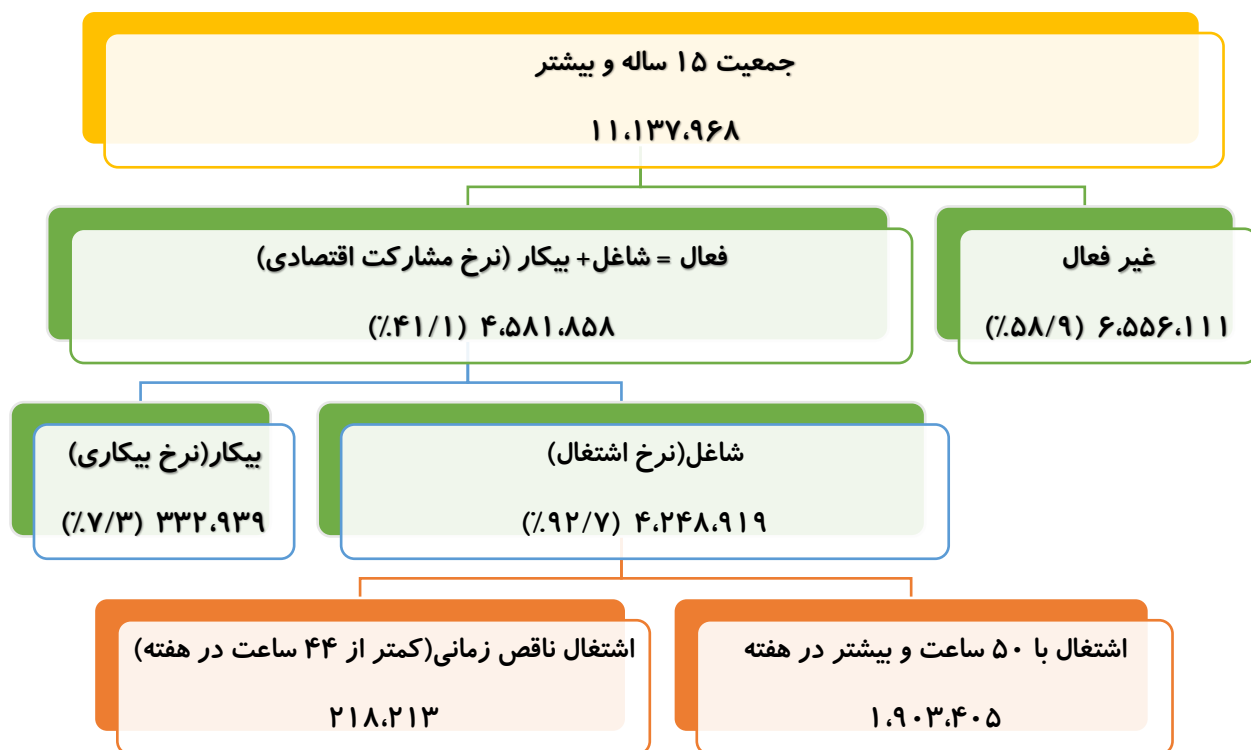 جمعیت ۱۵ ساله و بیشتر
۱۱،۱۳۷،۹۶۸
غیر فعال
۶،۵۵۶،۱۱۱ (۵۸/۹٪)
فعال = شاغل+ بیکار (نرخ مشارکت اقتصادی)
۴،۵۸۱،۸۵۸ (۴۱/۱٪)
شاغل(نرخ اشتغال)
۴،۲۴۸،۹۱۹ (۹۲/۷٪)
بیکار(نرخ بیکاری)
۳۳۲،۹۳۹ (۷/۳٪)
اشتغال با ۵۰ ساعت و بیشتر در هفته
۱،۹۰۳،۴۰۵
اشتغال ناقص زمانی(کمتر از ۴۴ ساعت در هفته)
۲۱۸،۲۱۳